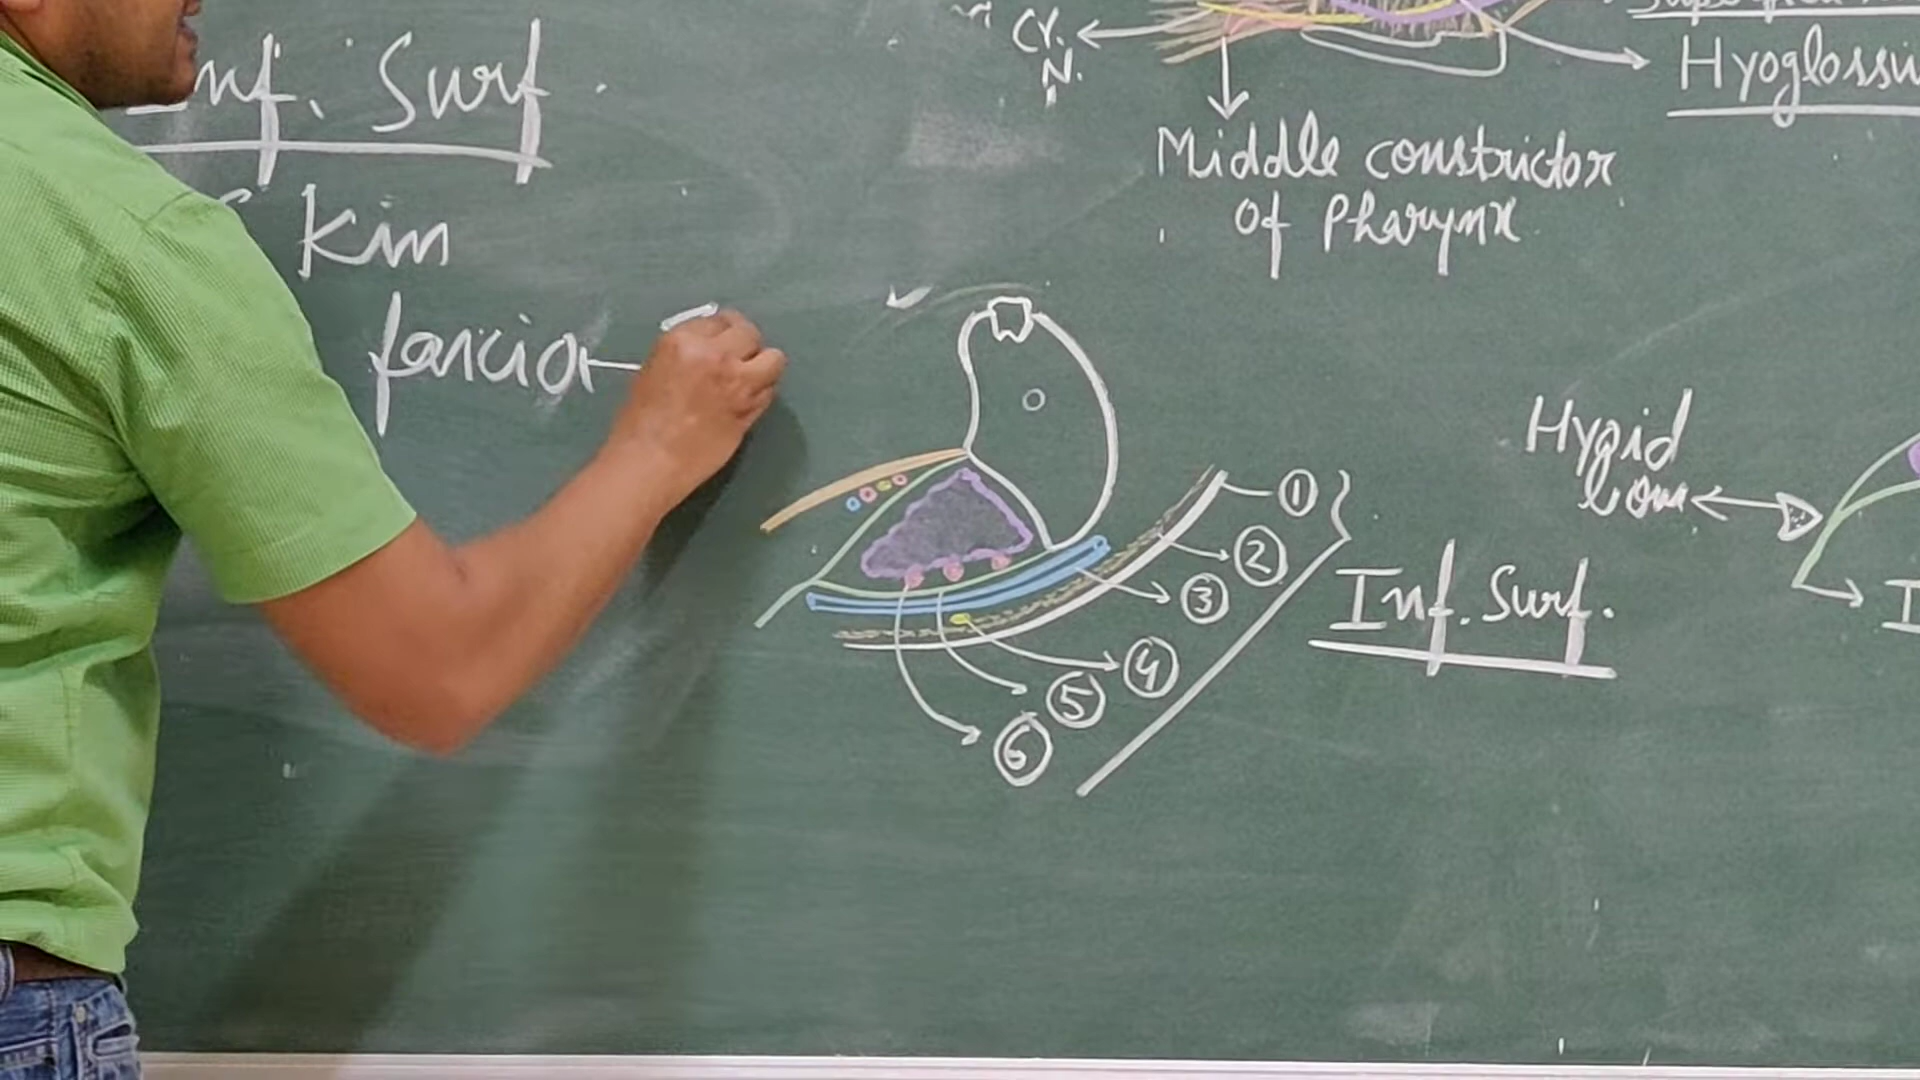 Inf. Surf.
Skin
fascia
Cr.
N.
Middle constrictor
of Pharynx
Hyoglossu
Hyoid
bone
1
2
3
4
5
6
Inf. Surf.
I